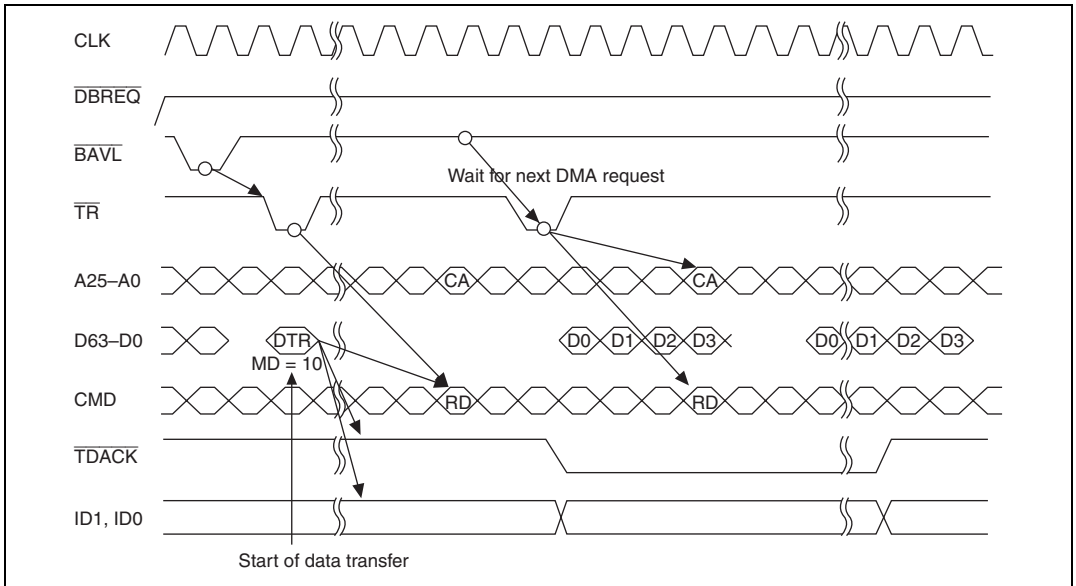 CLK
DBREQ
BAVL
Wait for next DMA request
TR
A25–A0 CA CA
D63–D0 DTR D0 D1 D2 D3 D0 D1 D2 D3
MD = 10
CMD RD RD
TDACK
ID1, ID0
Start of data transfer